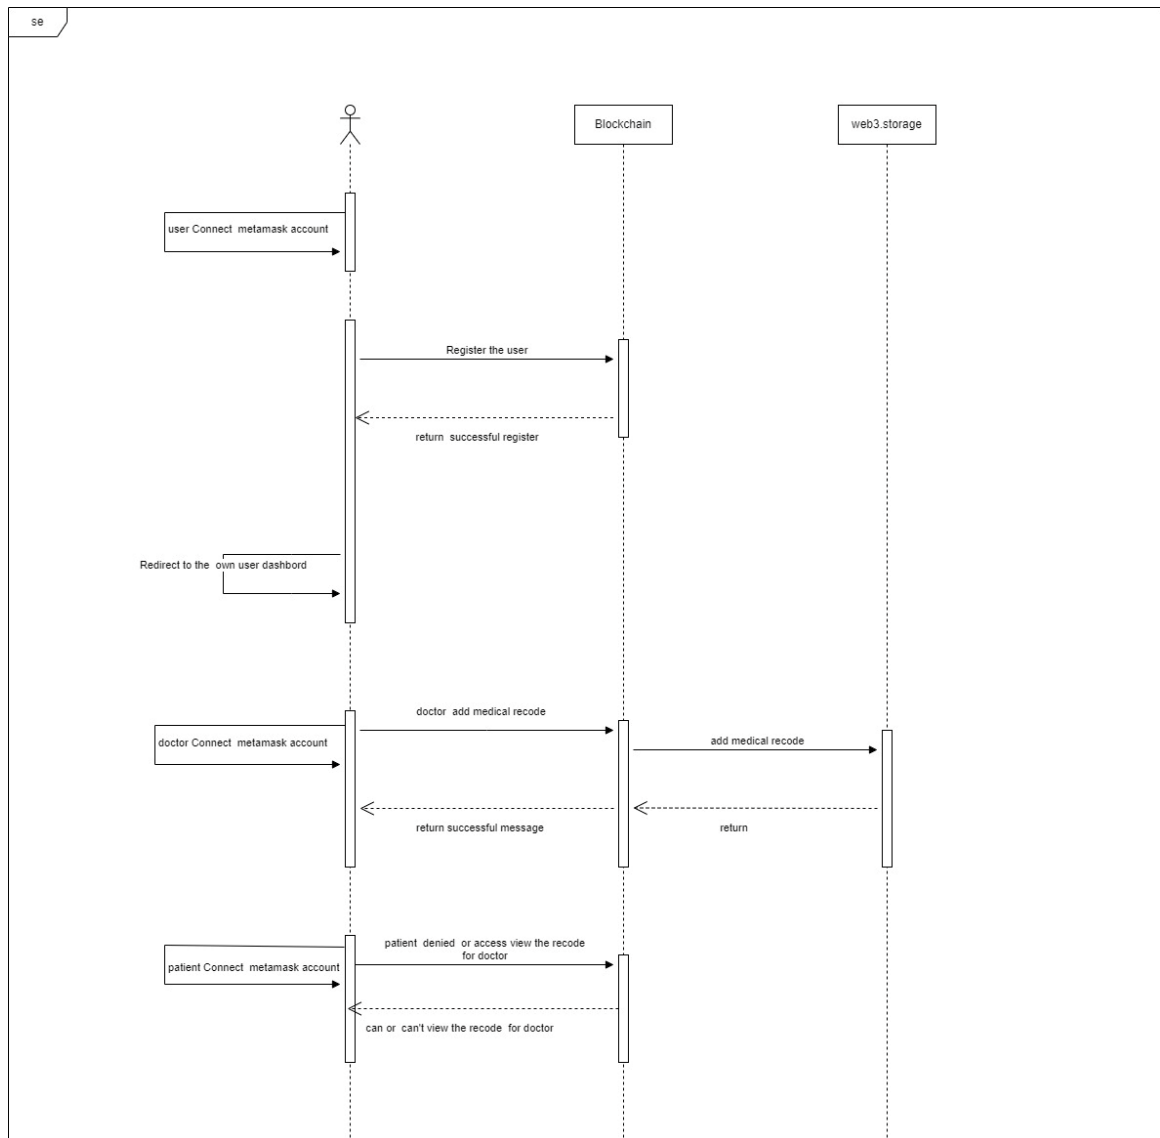 se
Blockchain
web3.storage
user Connect  metamask account
Register the user
return  successful register
Redirect to the  own user dashbord
doctor  add medical recode
doctor Connect  metamask account
add medical recode
return successful message
return
patient  denied  or access view the recode
for doctor
patient Connect  metamask account
can or  can't view the recode  for doctor